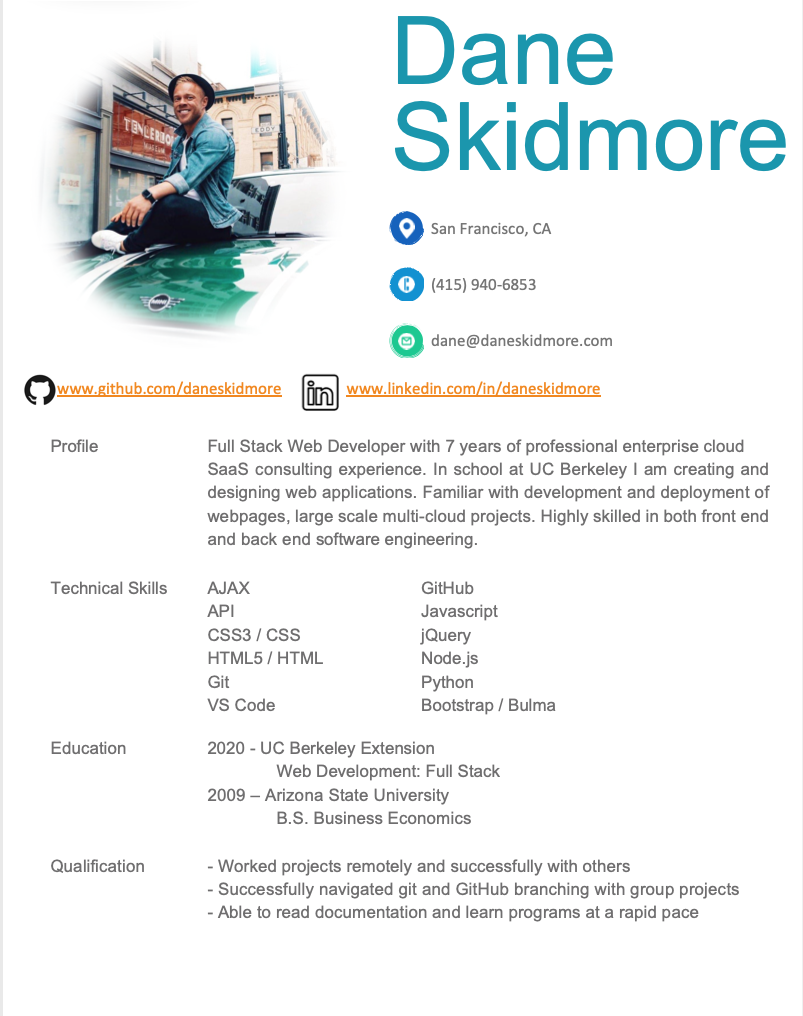 Dane
Skidmore
TENDERLOIN
MUSEUM
EDDY
San Francisco, CA
(415) 940-6853
dane@daneskidmore.com
www.github.com/daneskidmore
in www.linkedin.com/in/daneskidmore
Profile Full Stack Web Developer with 7 years of professional enterprise cloud
SaaS consulting experience. In school at UC Berkeley I am creating and
designing web applications. Familiar with development and deployment of
webpages, large scale multi-cloud projects. Highly skilled in both front end
and back end software engineering.
Technical Skills AJAX GitHub
API Javascript
CSS3 / CSS jQuery
HTML5 / HTML Node.js
Git Python
VS Code Bootstrap / Bulma
Education 2020 - UC Berkeley Extension
Web Development: Full Stack
2009 – Arizona State University
B.S. Business Economics
Qualification - Worked projects remotely and successfully with others
- Successfully navigated git and GitHub branching with group projects
- Able to read documentation and learn programs at a rapid pace